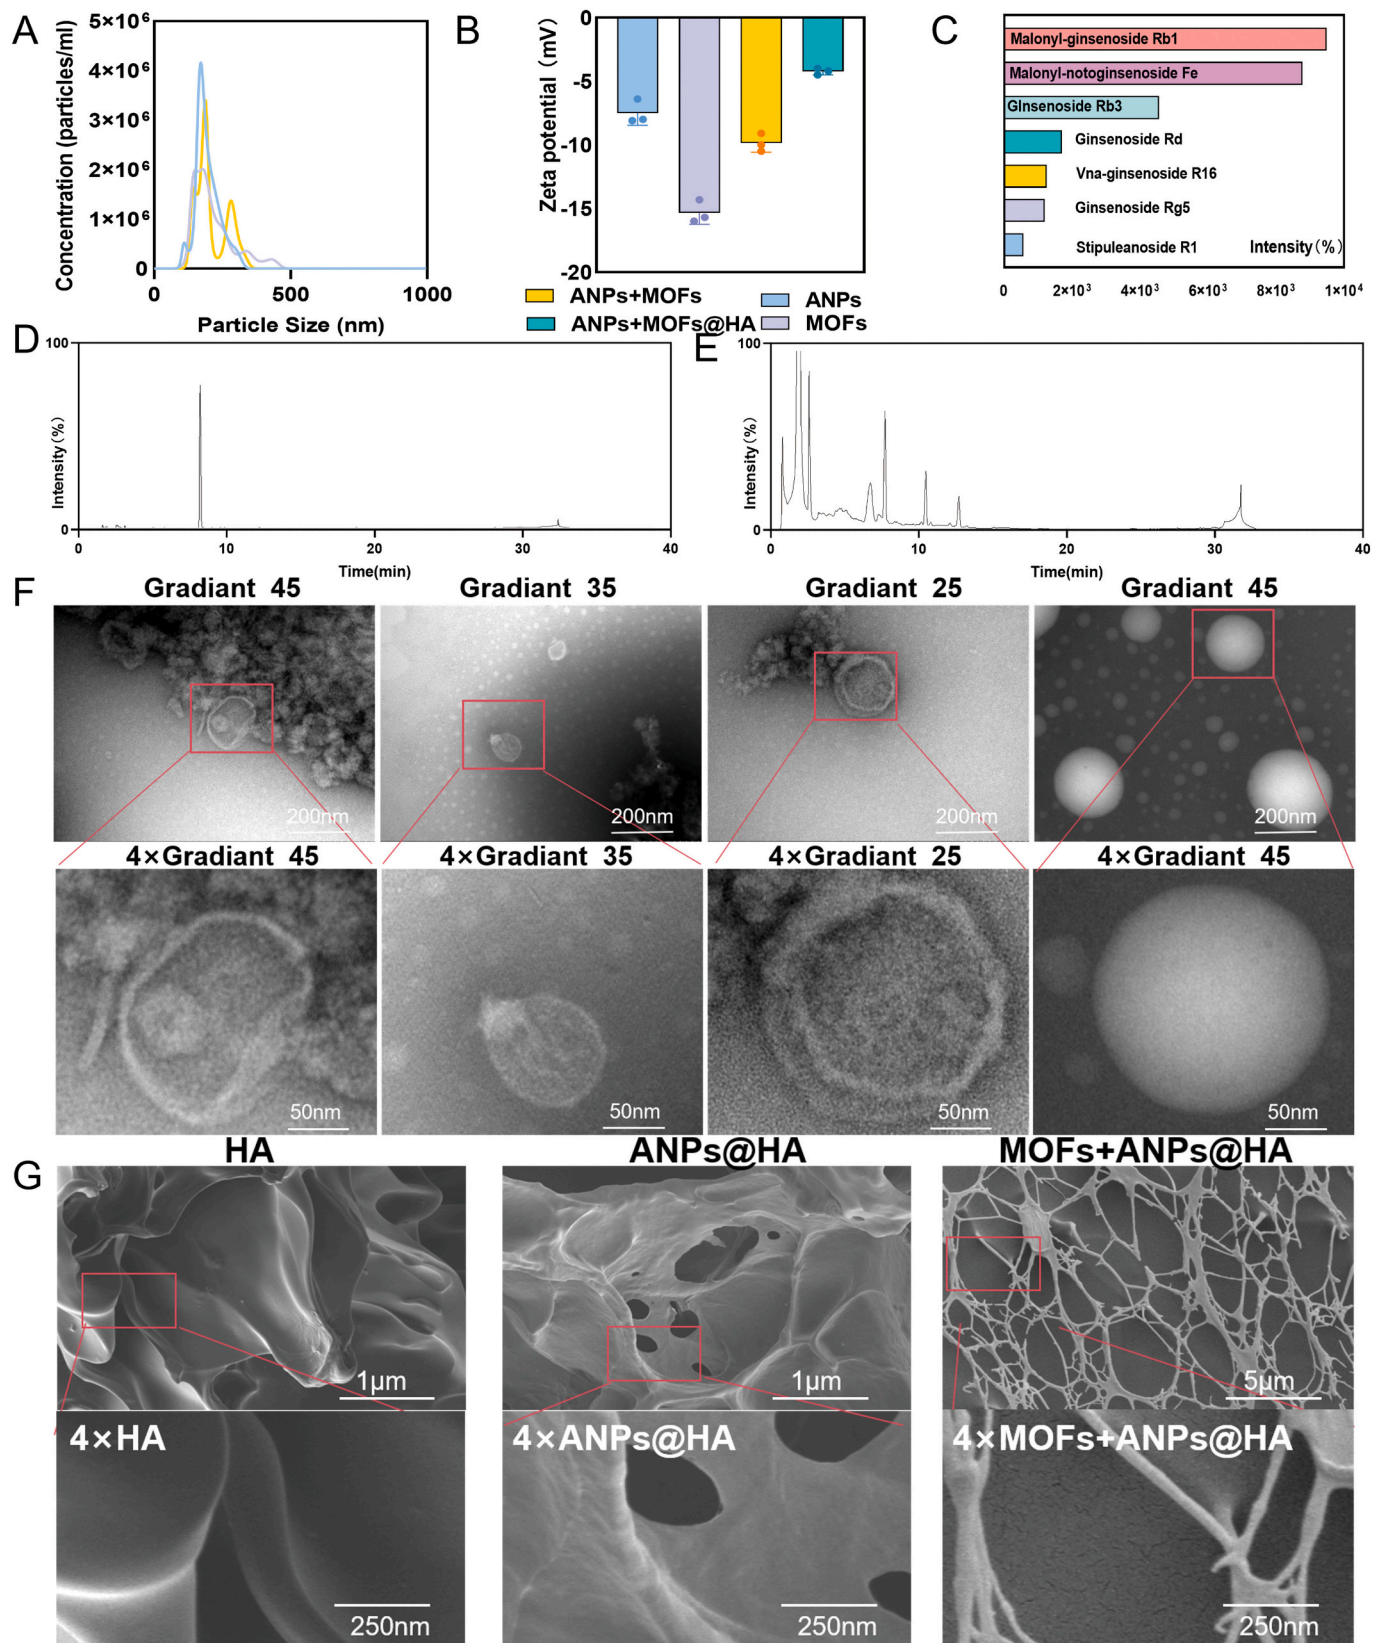 A
Concentration (particles/ml)
5×10⁶
4×10⁶
3×10⁶
2×10⁶
1×10⁶
0
0
500
1000
Particle Size (nm)
B
Zeta potential (mV)
0
-5
-10
-15
-20
ANPs+MOFs
ANPs
ANPs+MOFs@HA
MOFs
C
Malonyl-ginsenoside Rb1
Malonyl-notoginsenoside Fe
GInsenoside Rb3
Ginsenoside Rd
Vna-ginsenoside R16
Ginsenoside Rg5
Stipuleanoside R1
Intensity(%)
0
2×10³
4×10³
6×10³
8×10³
1×10⁴
D
100
Intensity(%)
0
0
10
20
30
40
Time(min)
E
100
Intensity(%)
0
0
10
20
30
40
Time(min)
F
Gradiant 45
Gradiant 35
Gradiant 25
Gradiant 45
200nm
200nm
200nm
200nm
4×Gradiant 45
4×Gradiant 35
4×Gradiant 25
4×Gradiant 45
50nm
50nm
50nm
50nm
G
HA
ANPs@HA
MOFs+ANPs@HA
1μm
1μm
5μm
4×HA
4×ANPs@HA
4×MOFs+ANPs@HA
250nm
250nm
250nm